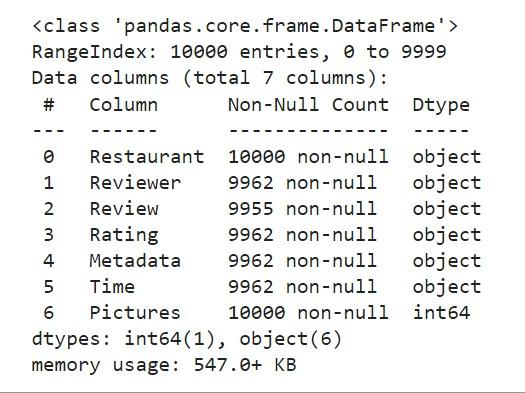 <class 'pandas.core.frame.DataFrame'>
RangeIndex: 10000 entries, 0 to 9999
Data columns (total 7 columns):
 #   Column      Non-Null Count  Dtype
---  ------      --------------  -----
 0   Restaurant  10000 non-null  object
 1   Reviewer    9962 non-null   object
 2   Review      9955 non-null   object
 3   Rating      9962 non-null   object
 4   Metadata    9962 non-null   object
 5   Time        9962 non-null   object
 6   Pictures    10000 non-null  int64
dtypes: int64(1), object(6)
memory usage: 547.0+ KB